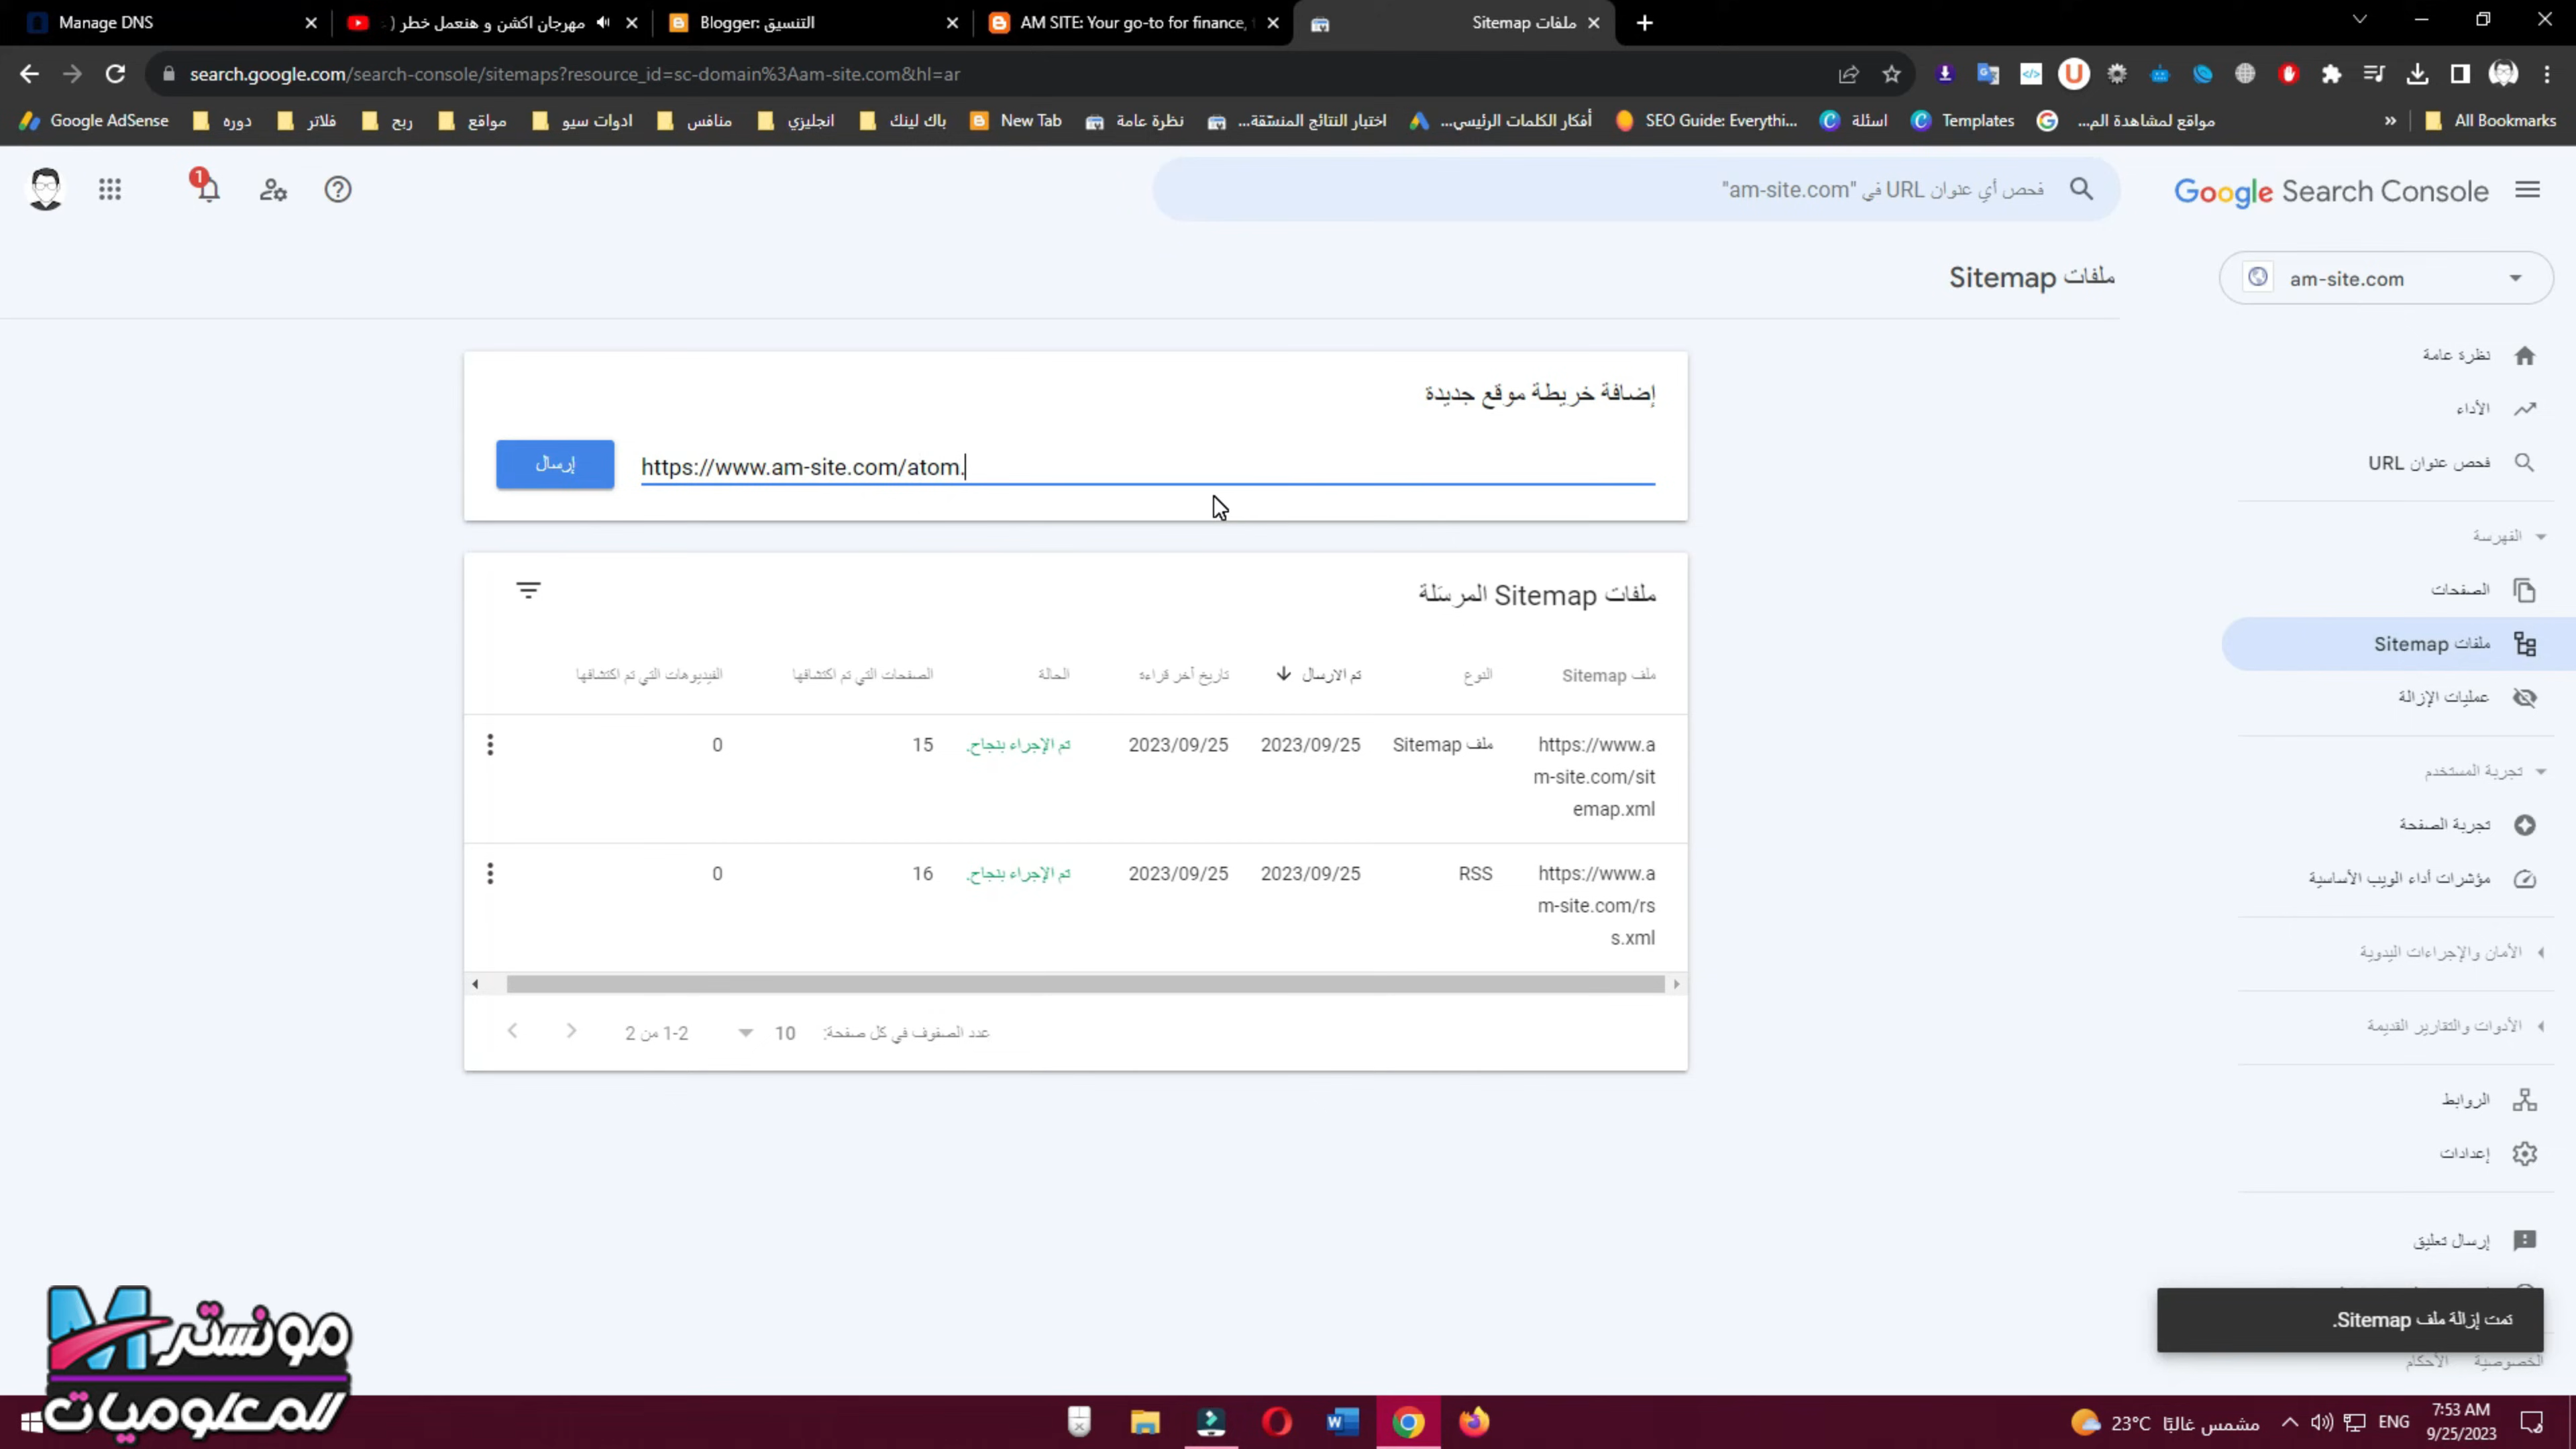 Manage DNS
مهرجان اكشن و هنعمل خطر (
Blogger: التنسيق
AM SITE: Your go-to for finance,
ملفات Sitemap
search.google.com/search-console/sitemaps?resource_id=sc-domain%3Aam-site.com&hl=ar
Google AdSense
دوره
فلاتر
ربح
مواقع
ادوات سيو
منافس
انجليزي
باك لينك
New Tab
نظرة عامة
اختبار النتائج المنسّقة...
أفكار الكلمات الرئيسي...
SEO Guide: Everythi...
اسئلة
Templates
مواقع لمشاهدة الم...
»
All Bookmarks
1
فحص أي عنوان URL في "am-site.com"
Google Search Console
ملفات Sitemap
am-site.com
نظرة عامة
الأداء
فحص عنوان URL
الفهرسة
الصفحات
ملفات Sitemap
عمليات الإزالة
تجربة المستخدم
تجربة الصفحة
مؤشرات أداء الويب الأساسية
الأمان والإجراءات اليدوية
الأدوات والتقارير القديمة
الروابط
إعدادات
إرسال تعليق
إضافة خريطة موقع جديدة
https://www.am-site.com/atom.
إرسال
ملفات Sitemap المرسَلة
ملف Sitemap
النوع
تم الارسال
تاريخ آخر قراءة
الحالة
الصفحات التي تم اكتشافها
الفيديوهات التي تم اكتشافها
https://www.a
m-site.com/sit
emap.xml
ملف Sitemap
2023/09/25
2023/09/25
تم الإجراء بنجاح.
15
0
https://www.a
m-site.com/rs
s.xml
RSS
2023/09/25
2023/09/25
تم الإجراء بنجاح.
16
0
عدد الصفوف في كل صفحة:
10
1-2 من 2
تمت إزالة ملف Sitemap.
الخصوصية
الأحكام
مونستر
للمعلوميات
23°C
مشمس غالبًا
ENG
7:53 AM
9/25/2023